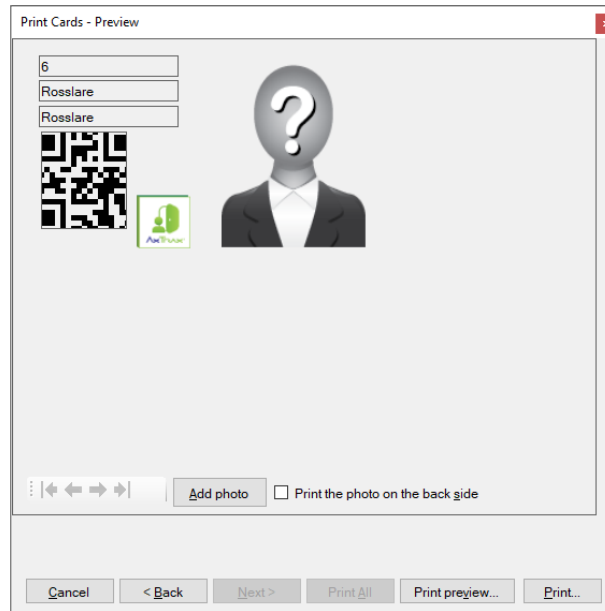 Print Cards - Preview
6
Rosslare
Rosslare
AxTraxNG
Add photo
Print the photo on the back side
Cancel
< Back
Next >
Print All
Print preview...
Print...